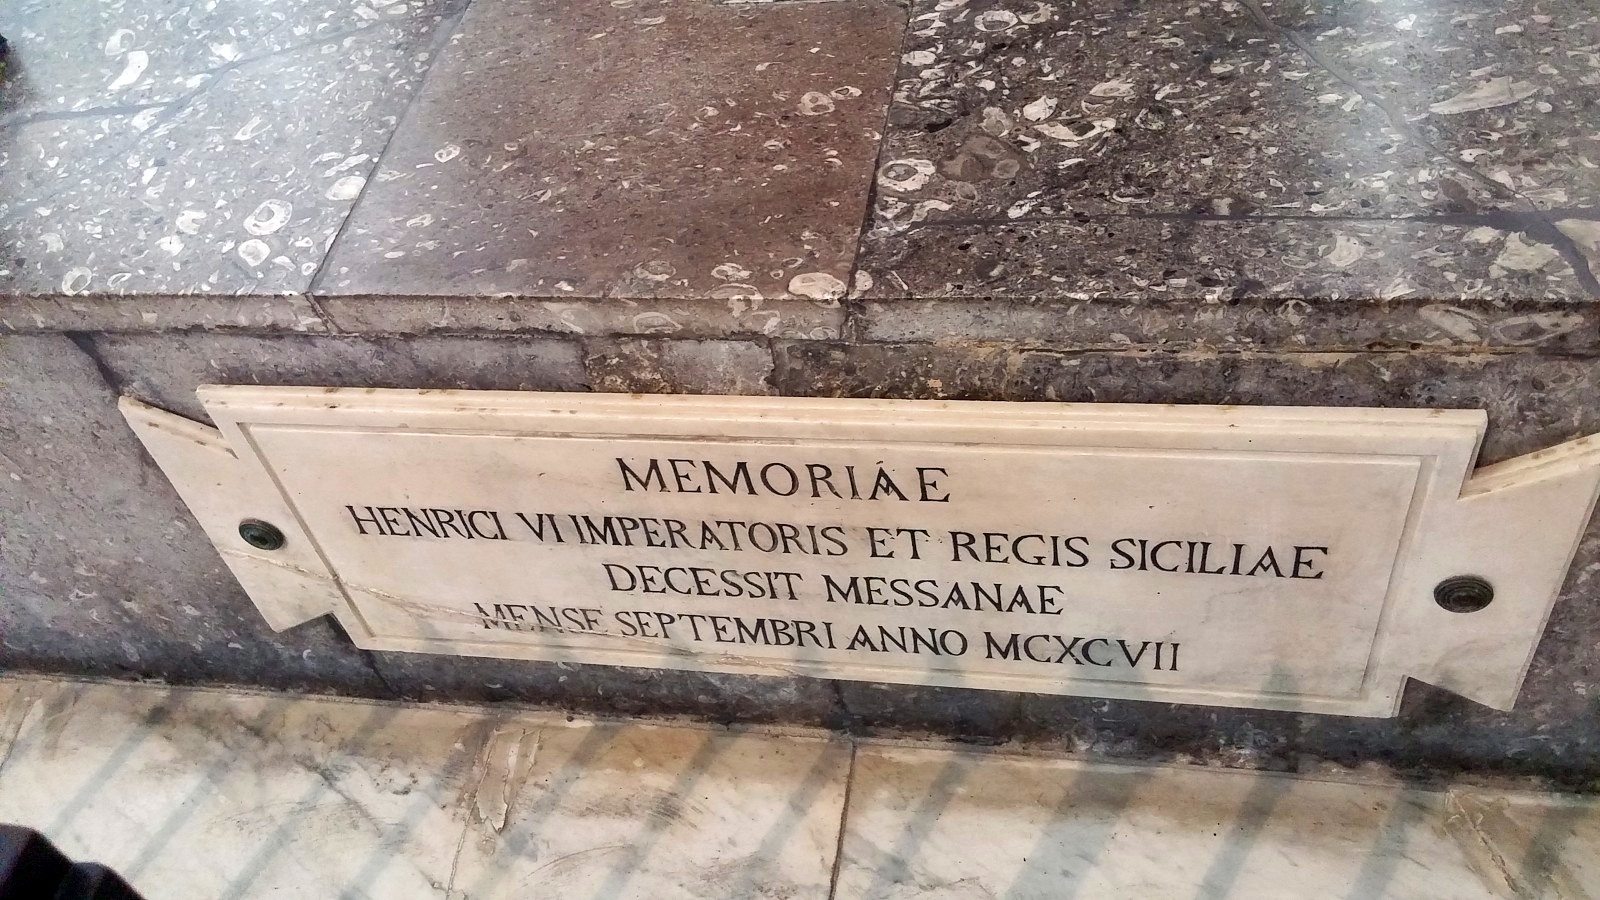 MEMORIAE
HENRICI VI IMPERATORIS ET REGIS SICILIAE
DECESSIT MESSANAE
MENSE SEPTEMBRI ANNO MCXCVII